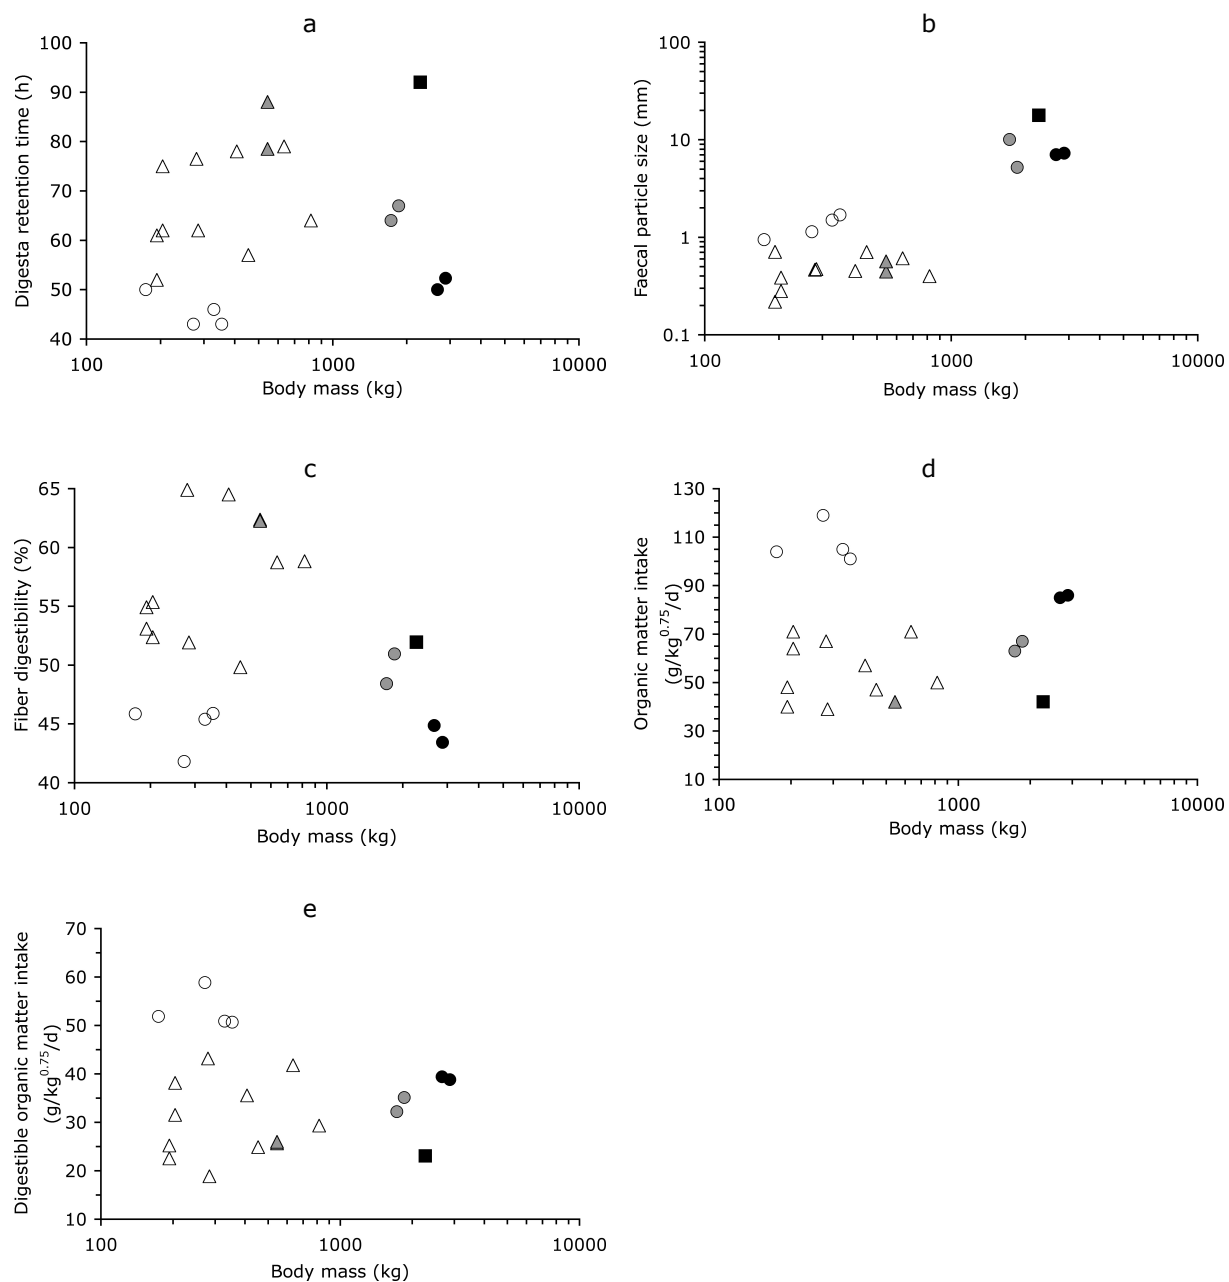 a
100
90
80
70
60
50
40
Digesta retention time (h)
100
1000
10000
Body mass (kg)
b
100
10
1
0.1
Faecal particle size (mm)
100
1000
10000
Body mass (kg)
c
65
60
55
50
45
40
Fiber digestibility (%)
100
1000
10000
Body mass (kg)
d
130
110
90
70
50
30
10
Organic matter intake
(g/kg0.75/d)
100
1000
10000
Body mass (kg)
e
70
60
50
40
30
20
10
Digestible organic matter intake
(g/kg0.75/d)
100
1000
10000
Body mass (kg)